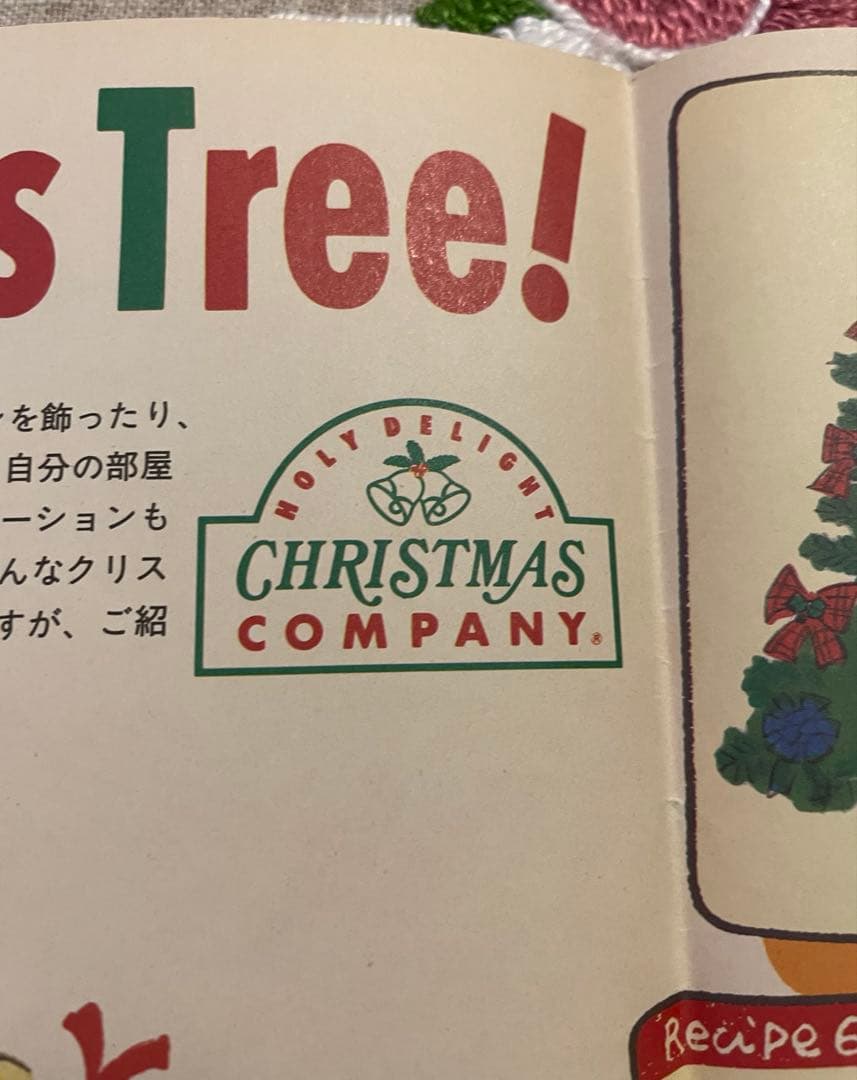 s Tree!
を飾ったり、
自分の部屋
ーションも
んなクリス
すが、ご紹
HOLY DELIGHT
CHRISTMAS
COMPANY®
Recipe 6